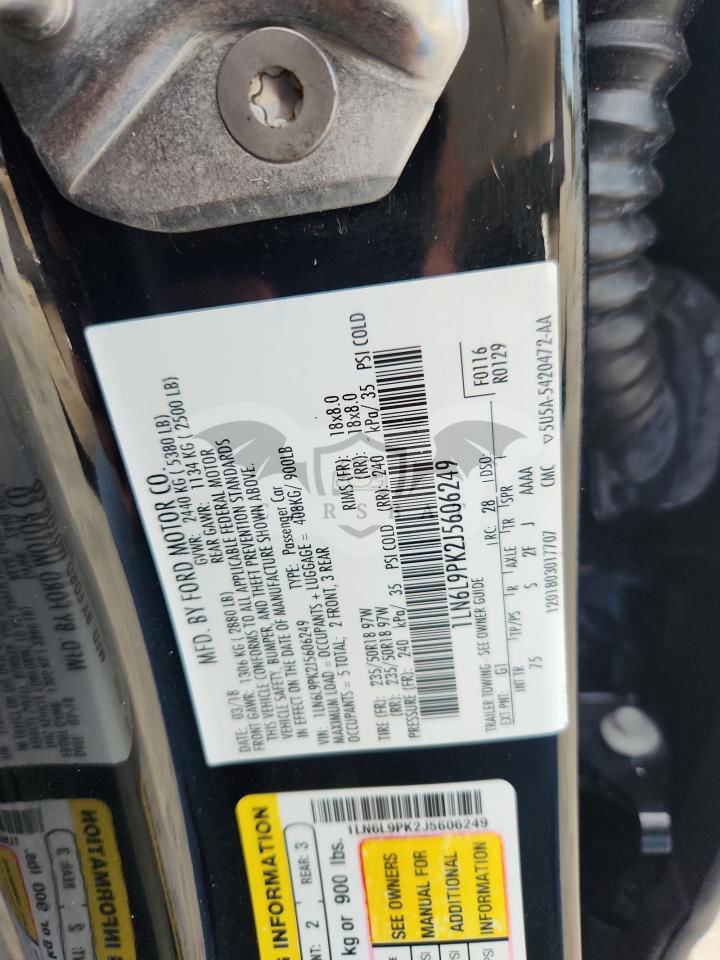 MFD. BY FORD MOTOR CO.
DATE: 03/18 GVWR: 2440 KG ( 5380 LB)
FRONT GAWR: 1306 KG ( 2880 LB) REAR GAWR: 1134 KG ( 2500 LB)
THIS VEHICLE CONFORMS TO ALL APPLICABLE FEDERAL MOTOR
VEHICLE SAFETY, BUMPER, AND THEFT PREVENTION STANDARDS
IN EFFECT ON THE DATE OF MANUFACTURE SHOWN ABOVE.
VIN: 1LN6L9PK2J5606249 TYPE: Passenger Car
MAXIMUM LOAD = OCCUPANTS + LUGGAGE = 408KG/ 900LB
OCCUPANTS = 5 TOTAL; 2 FRONT, 3 REAR
TIRE (FR): 235/50R18 97W RIMS (FR): 18x8.0
(RR): 235/50R18 97W (RR): 18x8.0
PRESSURE (FR): 240 kPa/ 35 PSI COLD (RR): 240 kPa/ 35 PSI COLD
1LN6L9PK2J5606249
TRAILER TOWING - SEE OWNER GUIDE F0116
EXT PNT: G1 RC: 28 DSO: R0129
INT TR TP/PS R AXLE TR SPR
75 S 2E J AAAA
1201803017707 CMC ▽5U5A-5420472-AA
INFORMATION
2 REAR: 3
kg or 900 lbs.
1LN6L9PK2J5606249
SEE OWNERS
MANUAL FOR
ADDITIONAL
INFORMATION